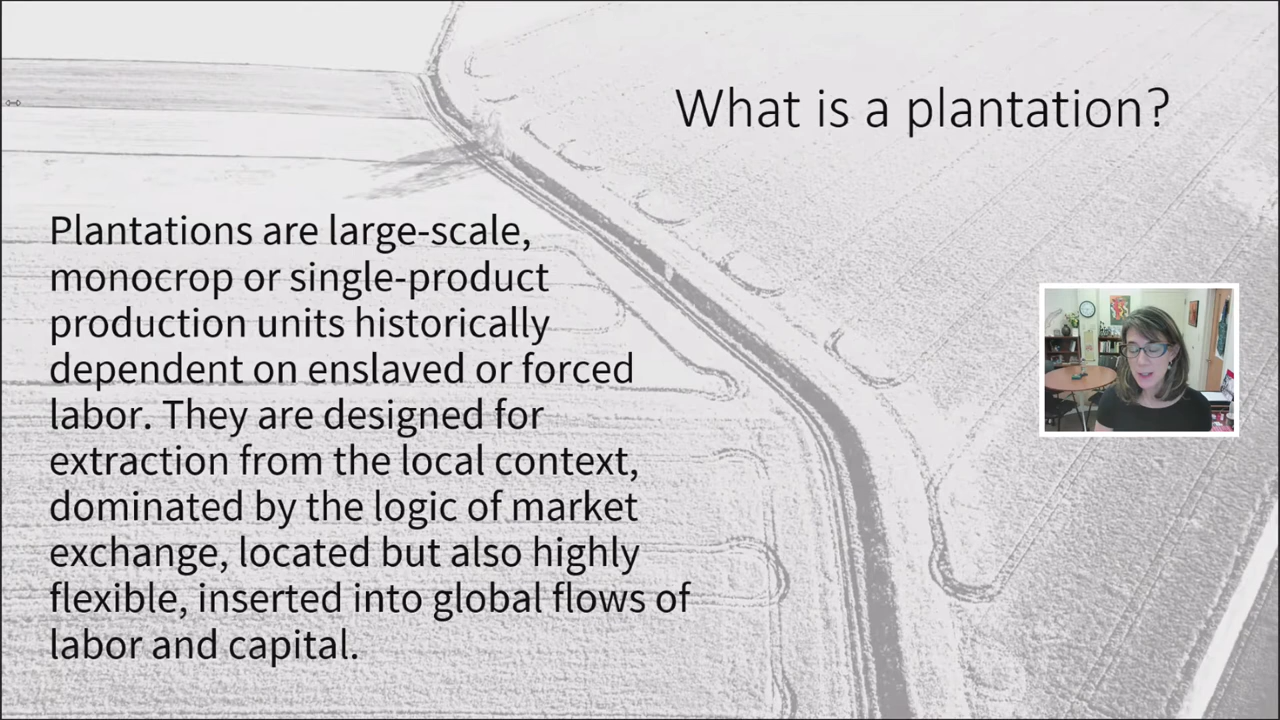 What is a plantation?
Plantations are large-scale,
monocrop or single-product
production units historically
dependent on enslaved or forced
labor. They are designed for
extraction from the local context,
dominated by the logic of market
exchange, located but also highly
flexible, inserted into global flows of
labor and capital.